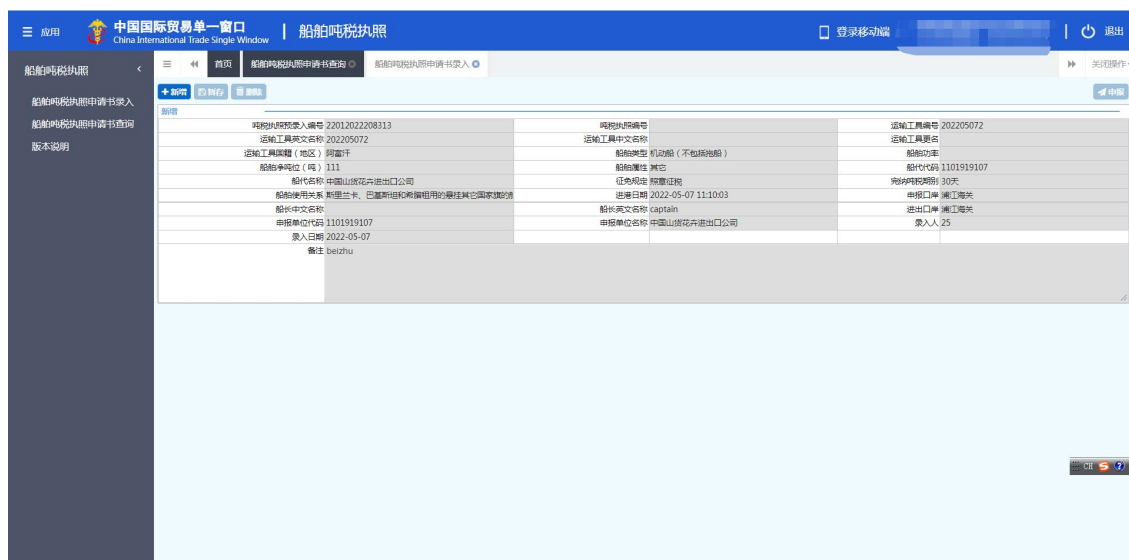 应用 中国国际贸易单一窗口 船舶吨税执照 登录移动端 退出
China International Trade Single Window
船舶吨税执照 首页 船舶吨税执照申请书查询 船舶吨税执照申请书录入 关闭操作
新增 暂存 删除 申报
船舶吨税执照申请书录入
船舶吨税执照申请书查询
版本说明
新增
吨税执照预录入编号 22012022208313 吨税执照编号 运输工具编号 202205072
运输工具英文名称 202205072 运输工具中文名称 运输工具更名
运输工具国籍(地区) 阿富汗 船舶类型 机动船(不包括拖船) 船舶功率
船舶净吨位(吨) 111 船舶属性 其它 船代代码 1101919107
船代名称 中国山货花卉进出口公司 征免规定 照章征税 完纳吨税期别 30天
船舶使用关系 斯里兰卡、巴基斯坦和希腊租用的悬挂其它国家旗的船 进港日期 2022-05-07 11:10:03 申报口岸 浦江海关
船长中文名称 船长英文名称 captain 进出口岸 浦江海关
申报单位代码 1101919107 申报单位名称 中国山货花卉进出口公司 录入人 25
录入日期 2022-05-07
备注 beizhu
CH